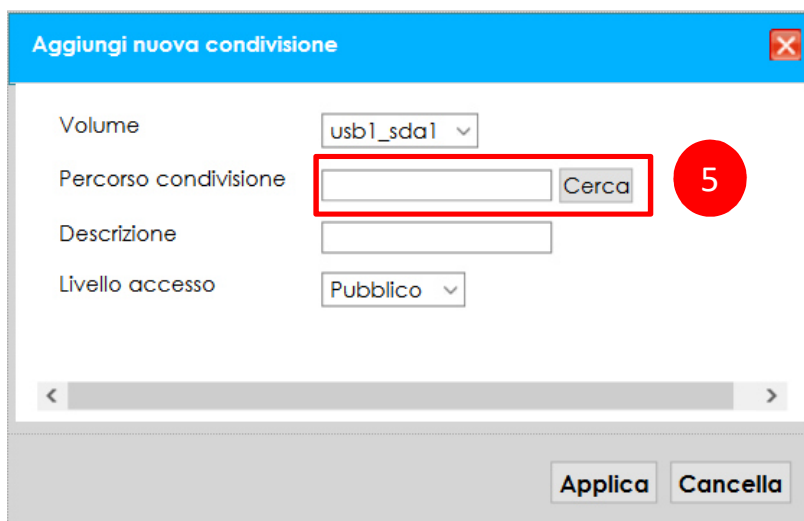 Aggiungi nuova condivisione
Volume usb1_sda1
Percorso condivisione Cerca 5
Descrizione
Livello accesso Pubblico
Applica Cancella